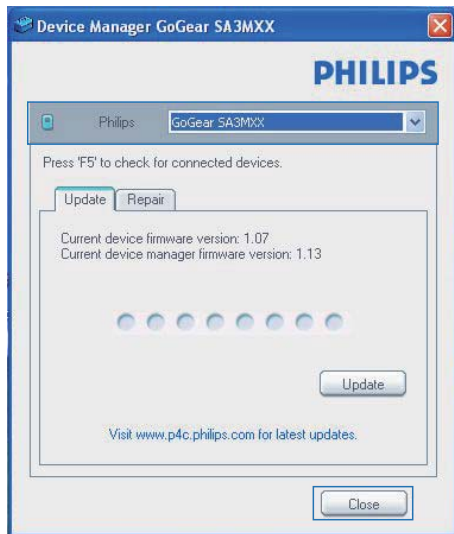 Device Manager GoGear SA3MXX
PHILIPS
Philips GoGear SA3MXX
Press 'F5' to check for connected devices.
Update Repair
Current device firmware version: 1.07
Current device manager firmware version: 1.13
Update
Visit www.p4c.philips.com for latest updates.
Close